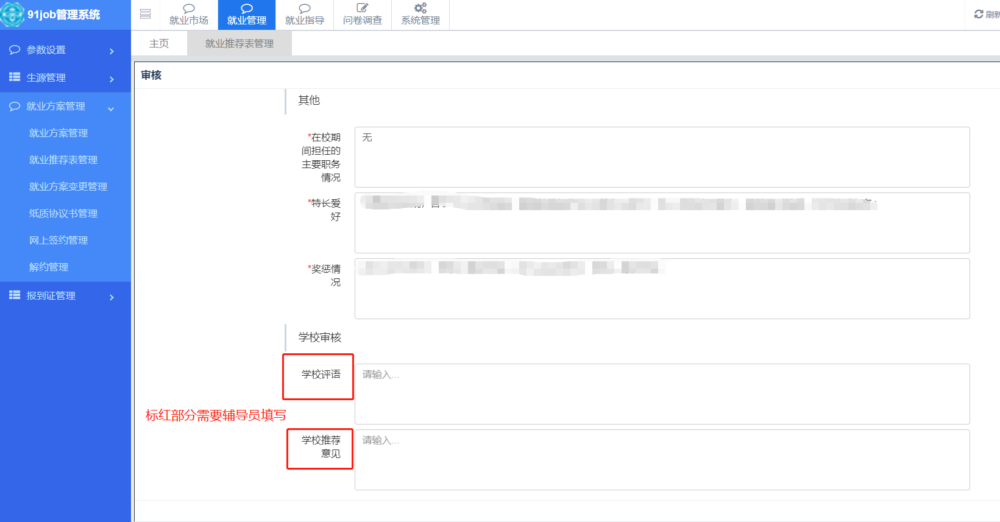 91job管理系统
就业市场
就业管理
就业指导
问卷调查
系统管理
刷新
主页
就业推荐表管理
参数设置
生源管理
就业方案管理
就业方案管理
就业推荐表管理
就业方案变更管理
纸质协议书管理
网上签约管理
解约管理
报到证管理
审核
其他
*在校期
间担任的
主要职务
情况
无
*特长爱
好
*奖惩情
况
学校审核
学校评语
请输入...
标红部分需要辅导员填写
学校推荐
意见
请输入...